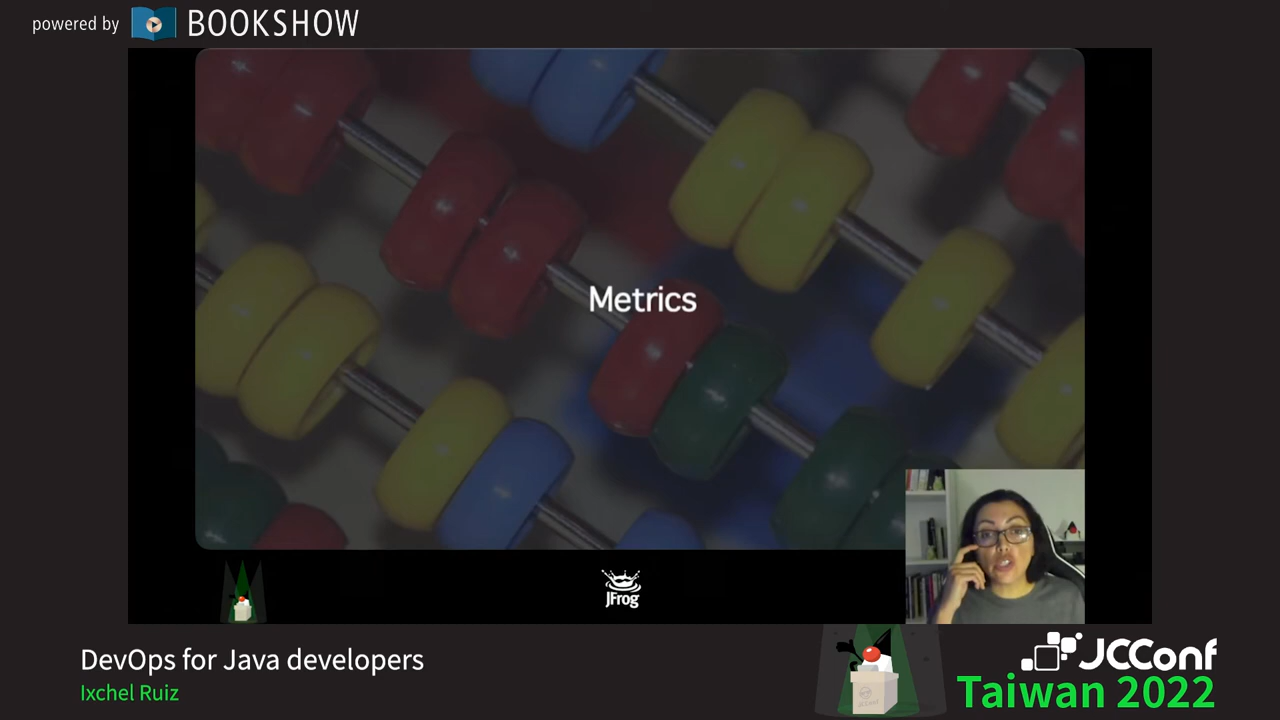 powered by BOOKSHOW
Metrics
JFrog
DevOps for Java developers
Ixchel Ruiz
JCConf
Taiwan 2022